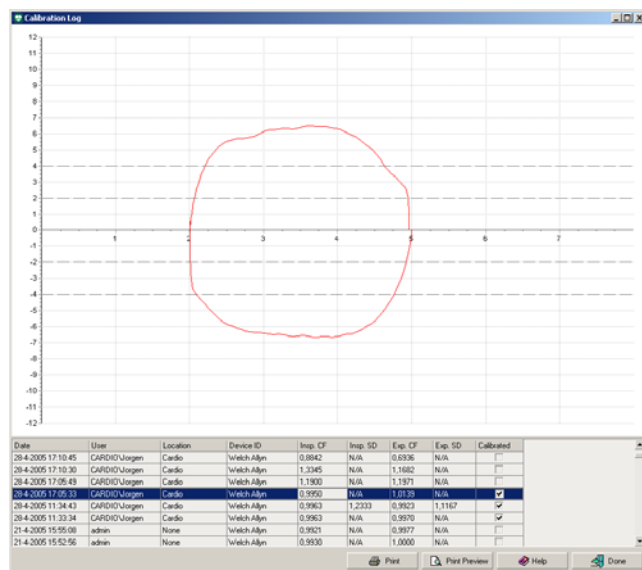 Calibration Log
12
11
10
9
8
7
6
5
4
3
2
1
0
1 2 3 4 5 6 7
-1
-2
-3
-4
-5
-6
-7
-8
-9
-10
-11
-12
Date User Location Device ID Insp. CF Insp. SD Exp. CF Exp. SD Calibrated
28-4-2005 17:10:45 CARDIO\Jorgen Cardio Welch Allyn 0,8842 N/A 0,6936 N/A
28-4-2005 17:10:30 CARDIO\Jorgen Cardio Welch Allyn 1,3345 N/A 1,1682 N/A
28-4-2005 17:05:49 CARDIO\Jorgen Cardio Welch Allyn 1,1900 N/A 1,1971 N/A
28-4-2005 17:05:33 CARDIO\Jorgen Cardio Welch Allyn 0,9950 N/A 1,0139 N/A
28-4-2005 11:34:43 CARDIO\Jorgen Cardio Welch Allyn 0,9963 1,2333 0,9923 1,1167
28-4-2005 11:33:34 CARDIO\Jorgen Cardio Welch Allyn 0,9963 N/A 0,9970 N/A
21-4-2005 15:55:08 admin None Welch Allyn 0,9921 N/A 0,9977 N/A
21-4-2005 15:52:56 admin None Welch Allyn 0,9930 N/A 1,0000 N/A
Print Print Preview Help Done